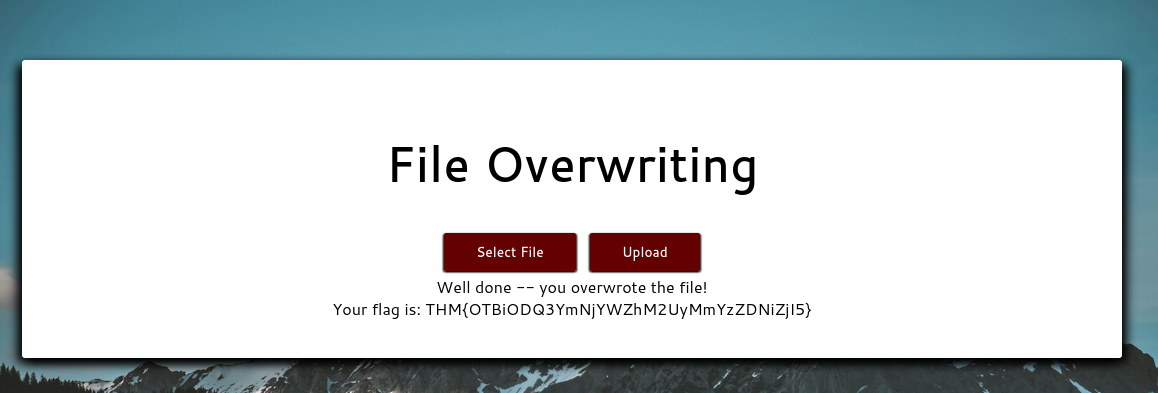 File Overwriting
Select File Upload
Well done -- you overwrote the file!
Your flag is: THM{OTBiODQ3YmNjYWZhM2UyMmYzZDNiZjI5}